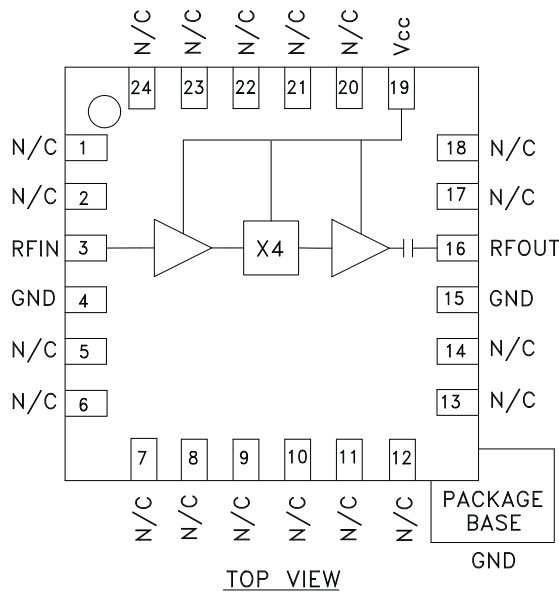 N/C N/C N/C N/C N/C Vcc
24 23 22 21 20 19
N/C 1 18 N/C
N/C 2 17 N/C
RFIN 3 X4 16 RFOUT
GND 4 15 GND
N/C 5 14 N/C
N/C 6 13 N/C
7 8 9 10 11 12
N/C N/C N/C N/C N/C N/C
PACKAGE
BASE
GND
TOP VIEW